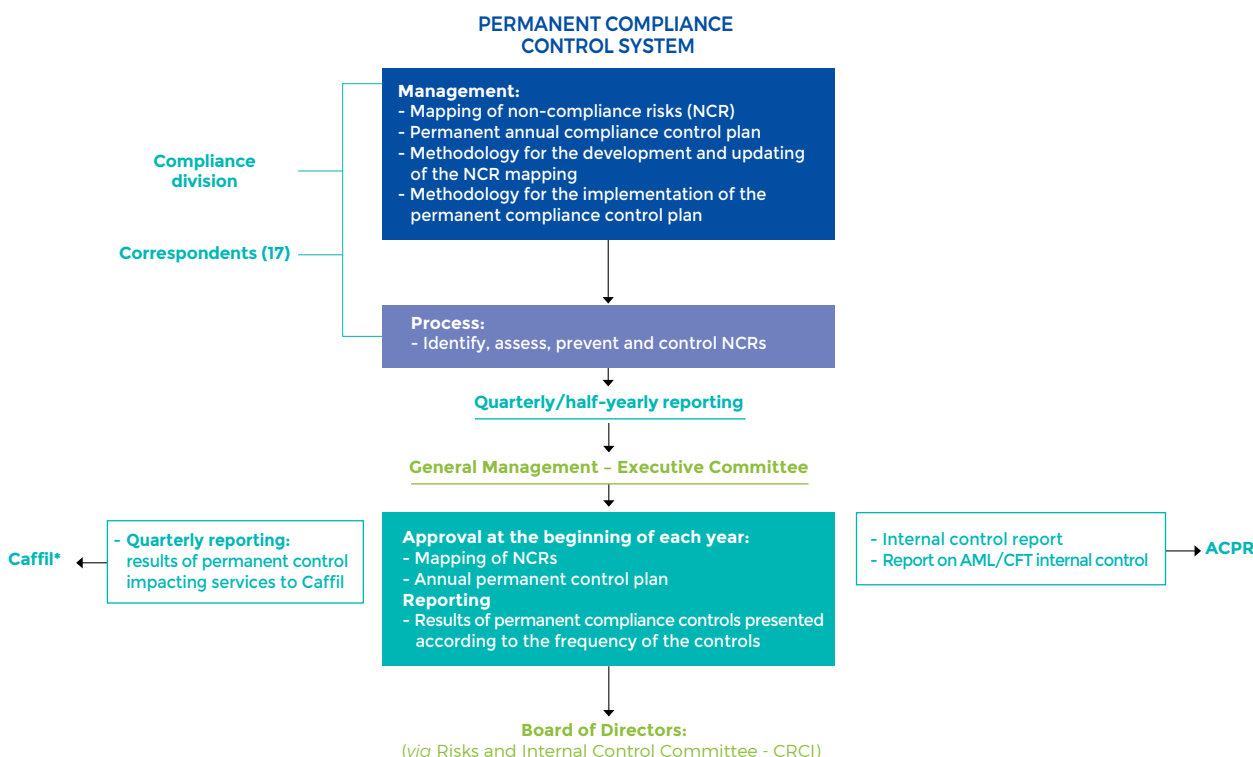 PERMANENT COMPLIANCE
CONTROL SYSTEM
Management:
- Mapping of non-compliance risks (NCR)
- Permanent annual compliance control plan
- Methodology for the development and updating
of the NCR mapping
- Methodology for the implementation of the
permanent compliance control plan
Compliance
division
Correspondents (17)
Process:
- Identify, assess, prevent and control NCRs
Quarterly/half-yearly reporting
General Management – Executive Committee
Caffil*
- Quarterly reporting:
results of permanent control
impacting services to Caffil
Approval at the beginning of each year:
- Mapping of NCRs
- Annual permanent control plan
Reporting
- Results of permanent compliance controls presented
according to the frequency of the controls
- Internal control report
- Report on AML/CFT internal control
ACPR
Board of Directors:
(via Risks and Internal Control Committee - CRCI)